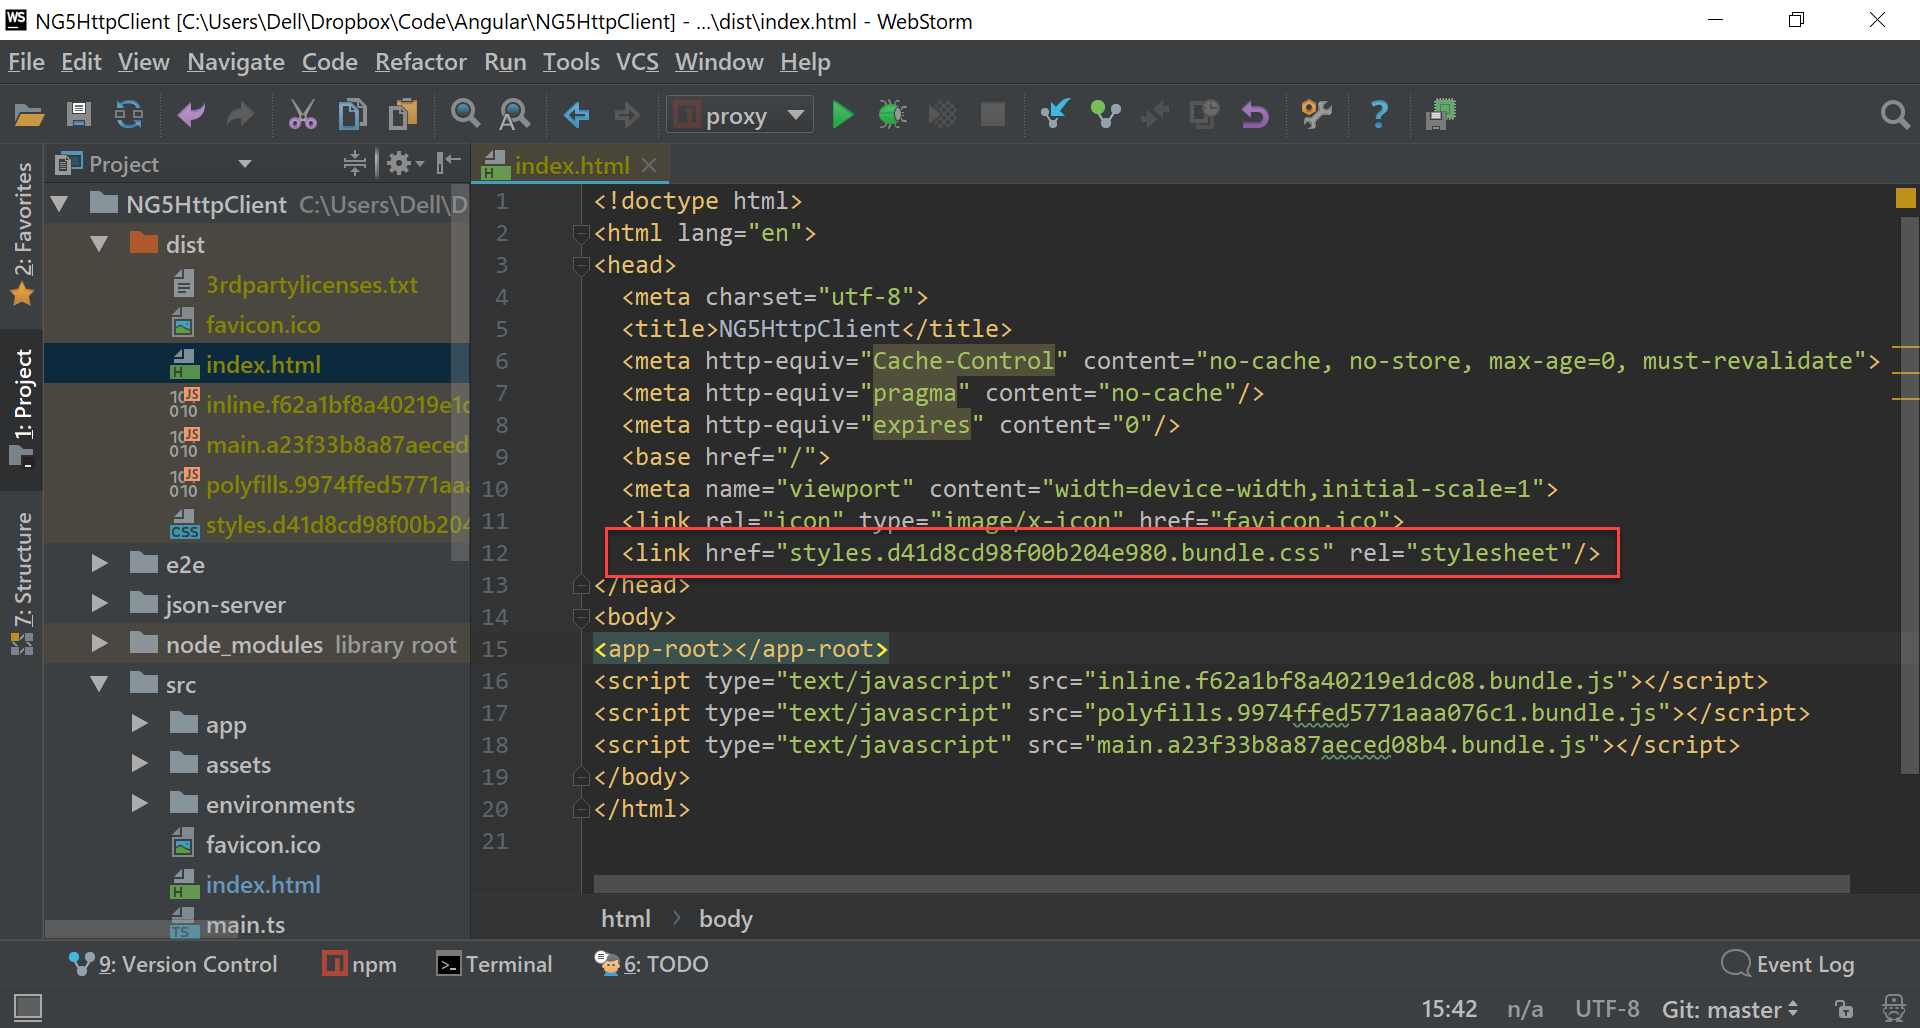 WS NG5HttpClient [C:\Users\Dell\Dropbox\Code\Angular\NG5HttpClient] - ...\dist\index.html - WebStorm
File Edit View Navigate Code Refactor Run Tools VCS Window Help
proxy
Project
index.html
2: Favorites
1: Project
7: Structure
NG5HttpClient C:\Users\Dell\D
dist
3rdpartylicenses.txt
favicon.ico
index.html
inline.f62a1bf8a40219e1d
main.a23f33b8a87aeced
polyfills.9974ffed5771aaa
styles.d41d8cd98f00b204
e2e
json-server
node_modules library root
src
app
assets
environments
favicon.ico
index.html
main.ts
1 <!doctype html>
2 <html lang="en">
3 <head>
4 <meta charset="utf-8">
5 <title>NG5HttpClient</title>
6 <meta http-equiv="Cache-Control" content="no-cache, no-store, max-age=0, must-revalidate">
7 <meta http-equiv="pragma" content="no-cache"/>
8 <meta http-equiv="expires" content="0"/>
9 <base href="/">
10 <meta name="viewport" content="width=device-width,initial-scale=1">
11 <link rel="icon" type="image/x-icon" href="favicon.ico">
12 <link href="styles.d41d8cd98f00b204e980.bundle.css" rel="stylesheet"/>
13 </head>
14 <body>
15 <app-root></app-root>
16 <script type="text/javascript" src="inline.f62a1bf8a40219e1dc08.bundle.js"></script>
17 <script type="text/javascript" src="polyfills.9974ffed5771aaa076c1.bundle.js"></script>
18 <script type="text/javascript" src="main.a23f33b8a87aeced08b4.bundle.js"></script>
19 </body>
20 </html>
21
html body
9: Version Control npm Terminal 6: TODO Event Log
15:42 n/a UTF-8 Git: master